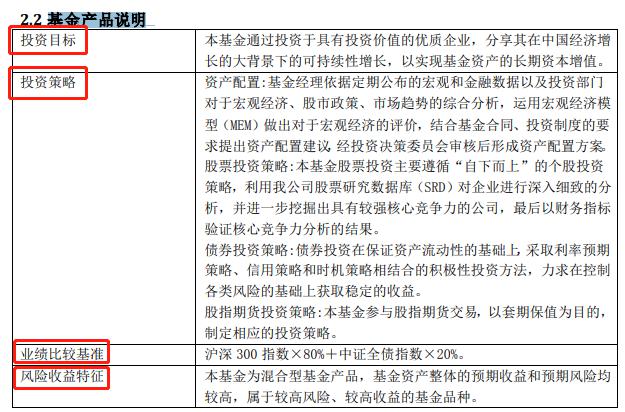 2.2 基金产品说明
投资目标
本基金通过投资于具有投资价值的优质企业，分享其在中国经济增
长的大背景下的可持续性增长，以实现基金资产的长期资本增值。
投资策略
资产配置:基金经理依据定期公布的宏观和金融数据以及投资部门
对于宏观经济、股市政策、市场趋势的综合分析，运用宏观经济模
型（MEM）做出对于宏观经济的评价，结合基金合同、投资制度的要
求提出资产配置建议,经投资决策委员会审核后形成资产配置方案。
股票投资策略:本基金股票投资主要遵循“自下而上”的个股投资
策略，利用我公司股票研究数据库（SRD）对企业进行深入细致的分
析，并进一步挖掘出具有较强核心竞争力的公司，最后以财务指标
验证核心竞争力分析的结果。
债券投资策略:债券投资在保证资产流动性的基础上,采取利率预期
策略、信用策略和时机策略相结合的积极性投资方法，力求在控制
各类风险的基础上获取稳定的收益。
股指期货投资策略:本基金参与股指期货交易，以套期保值为目的，
制定相应的投资策略。
业绩比较基准
沪深 300 指数×80%＋中证全债指数×20%。
风险收益特征
本基金为混合型基金产品，基金资产整体的预期收益和预期风险均
较高，属于较高风险、较高收益的基金品种。